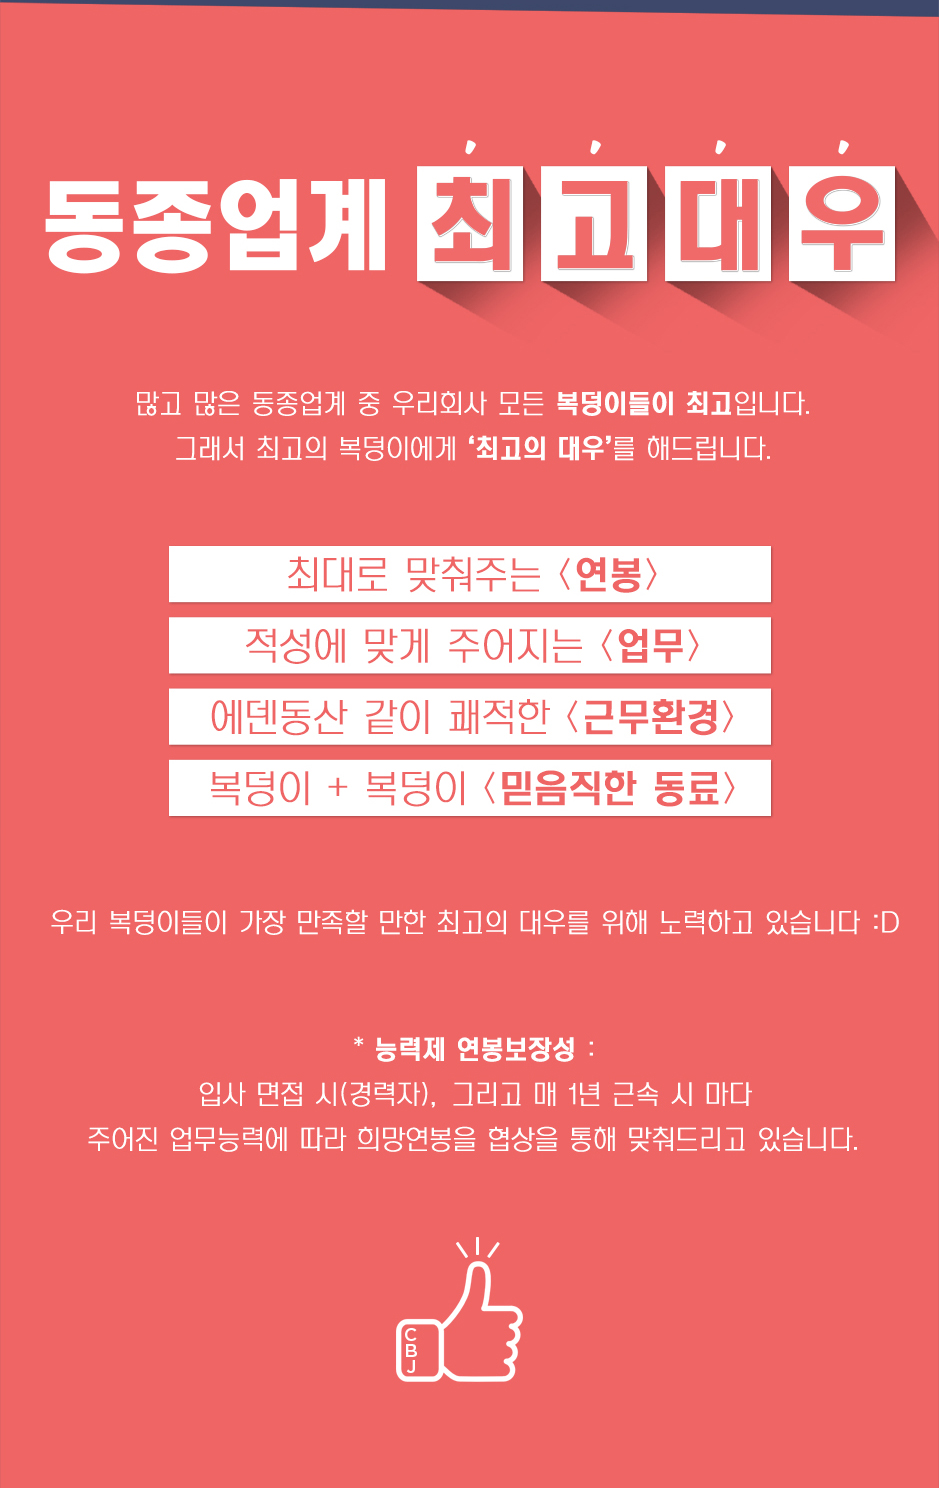 동종업계 최고대우
많고 많은 동종업계 중 우리회사 모든 복덩이들이 최고입니다.
그래서 최고의 복덩이에게 ‘최고의 대우’를 해드립니다.
최대로 맞춰주는 〈연봉〉
적성에 맞게 주어지는 〈업무〉
에덴동산 같이 쾌적한 〈근무환경〉
복덩이 + 복덩이 〈믿음직한 동료〉
우리 복덩이들이 가장 만족할 만한 최고의 대우를 위해 노력하고 있습니다 :D
* 능력제 연봉보장성 :
입사 면접 시(경력자), 그리고 매 1년 근속 시 마다
주어진 업무능력에 따라 희망연봉을 협상을 통해 맞춰드리고 있습니다.
C
B
J